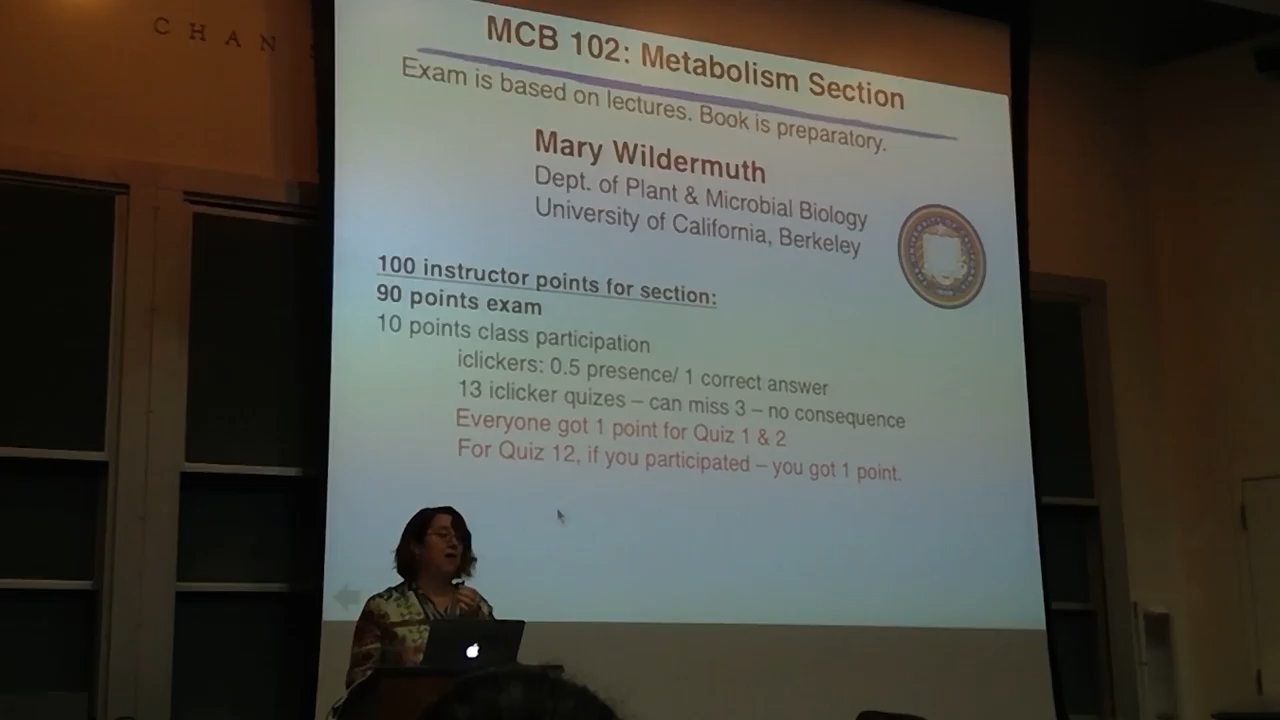 CHAN
MCB 102: Metabolism Section
Exam is based on lectures. Book is preparatory.
Mary Wildermuth
Dept. of Plant & Microbial Biology
University of California, Berkeley
100 instructor points for section:
90 points exam
10 points class participation
iclickers: 0.5 presence/ 1 correct answer
13 iclicker quizes – can miss 3 – no consequence
Everyone got 1 point for Quiz 1 & 2
For Quiz 12, if you participated – you got 1 point.